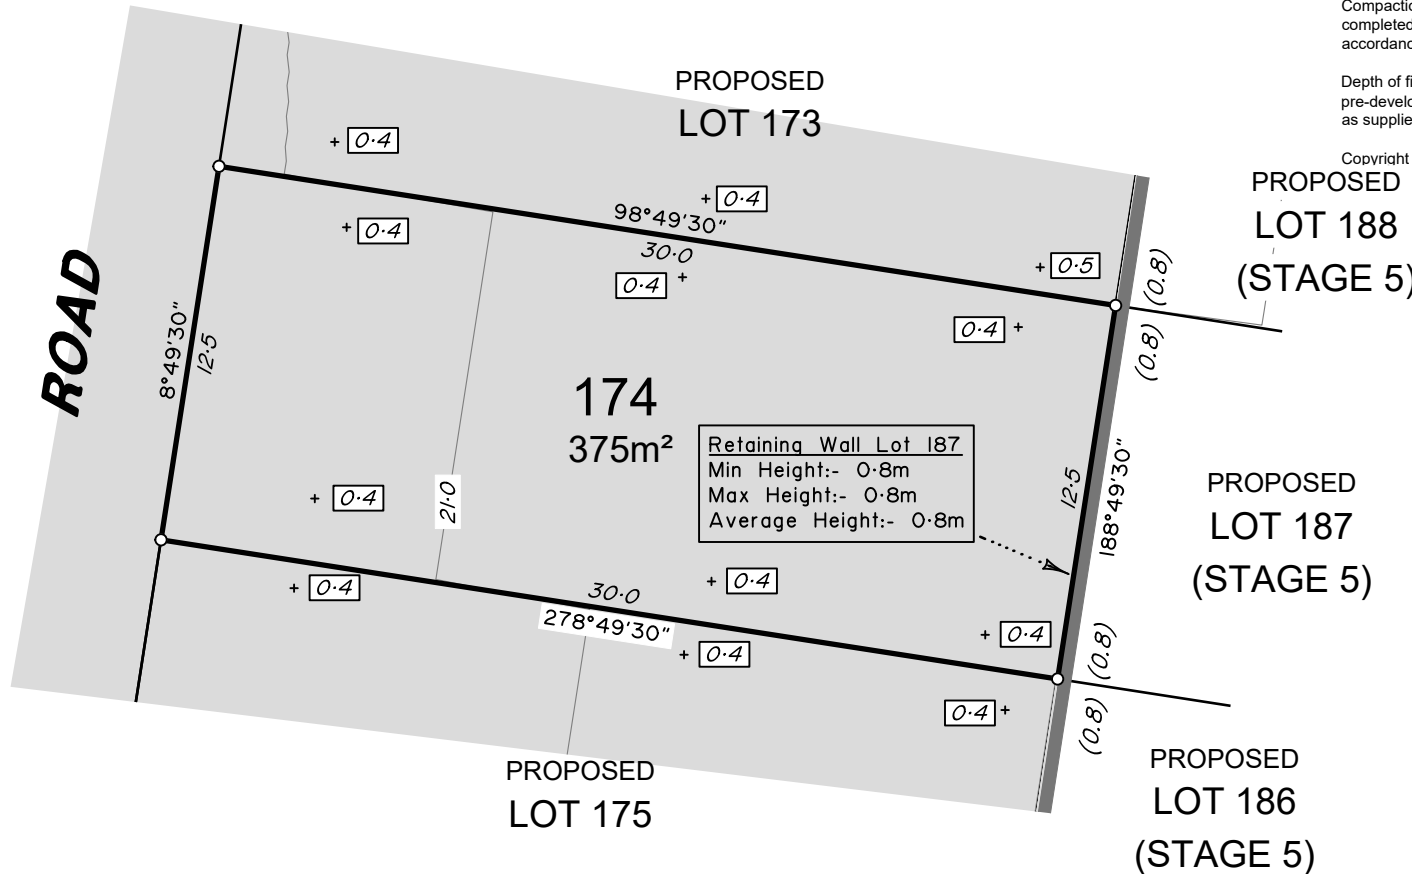 Compactio
completed
accordanc
Depth of fi
pre-develo
as supplie
Copyright
PROPOSED
LOT 188
(STAGE 5)
PROPOSED
LOT 173
0·4
0·4
98°49'30"
30·0
0·4
0·4
0·5
0·4
(0.8)
(0.8)
ROAD
8°49'30"
12·5
174
375m²
Retaining Wall Lot 187
Min Height:- 0·8m
Max Height:- 0·8m
Average Height:- 0·8m
12·5
188°49'30"
PROPOSED
LOT 187
(STAGE 5)
0·4
21·0
0·4
30·0
278°49'30"
0·4
0·4
0·4
(0.8)
0·4
(0.8)
PROPOSED
LOT 175
PROPOSED
LOT 186
(STAGE 5)